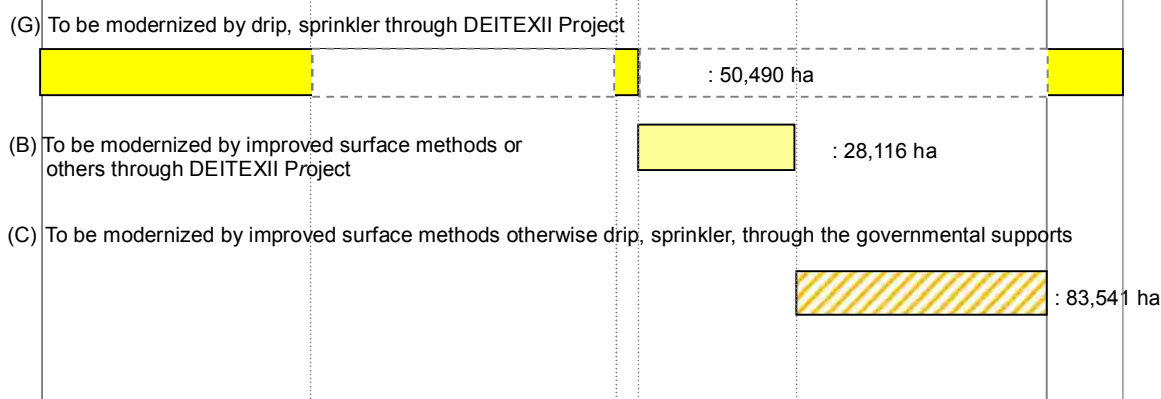 (G) To be modernized by drip, sprinkler through DEITEXII Project
: 50,490 ha
(B) To be modernized by improved surface methods or
others through DEITEXII Project
: 28,116 ha
(C) To be modernized by improved surface methods otherwise drip, sprinkler, through the governmental supports
: 83,541 ha